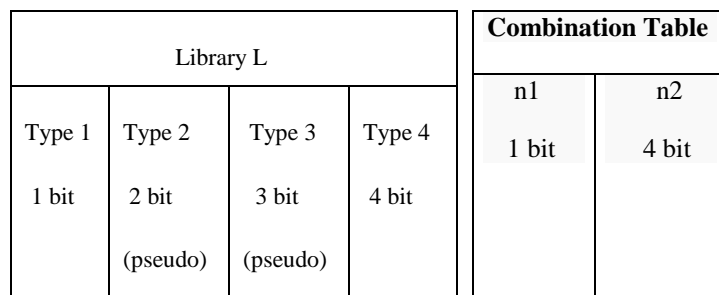 Library L
Type 1 Type 2 Type 3 Type 4
1 bit 2 bit 3 bit 4 bit
(pseudo) (pseudo)
Combination Table
n1 n2
1 bit 4 bit